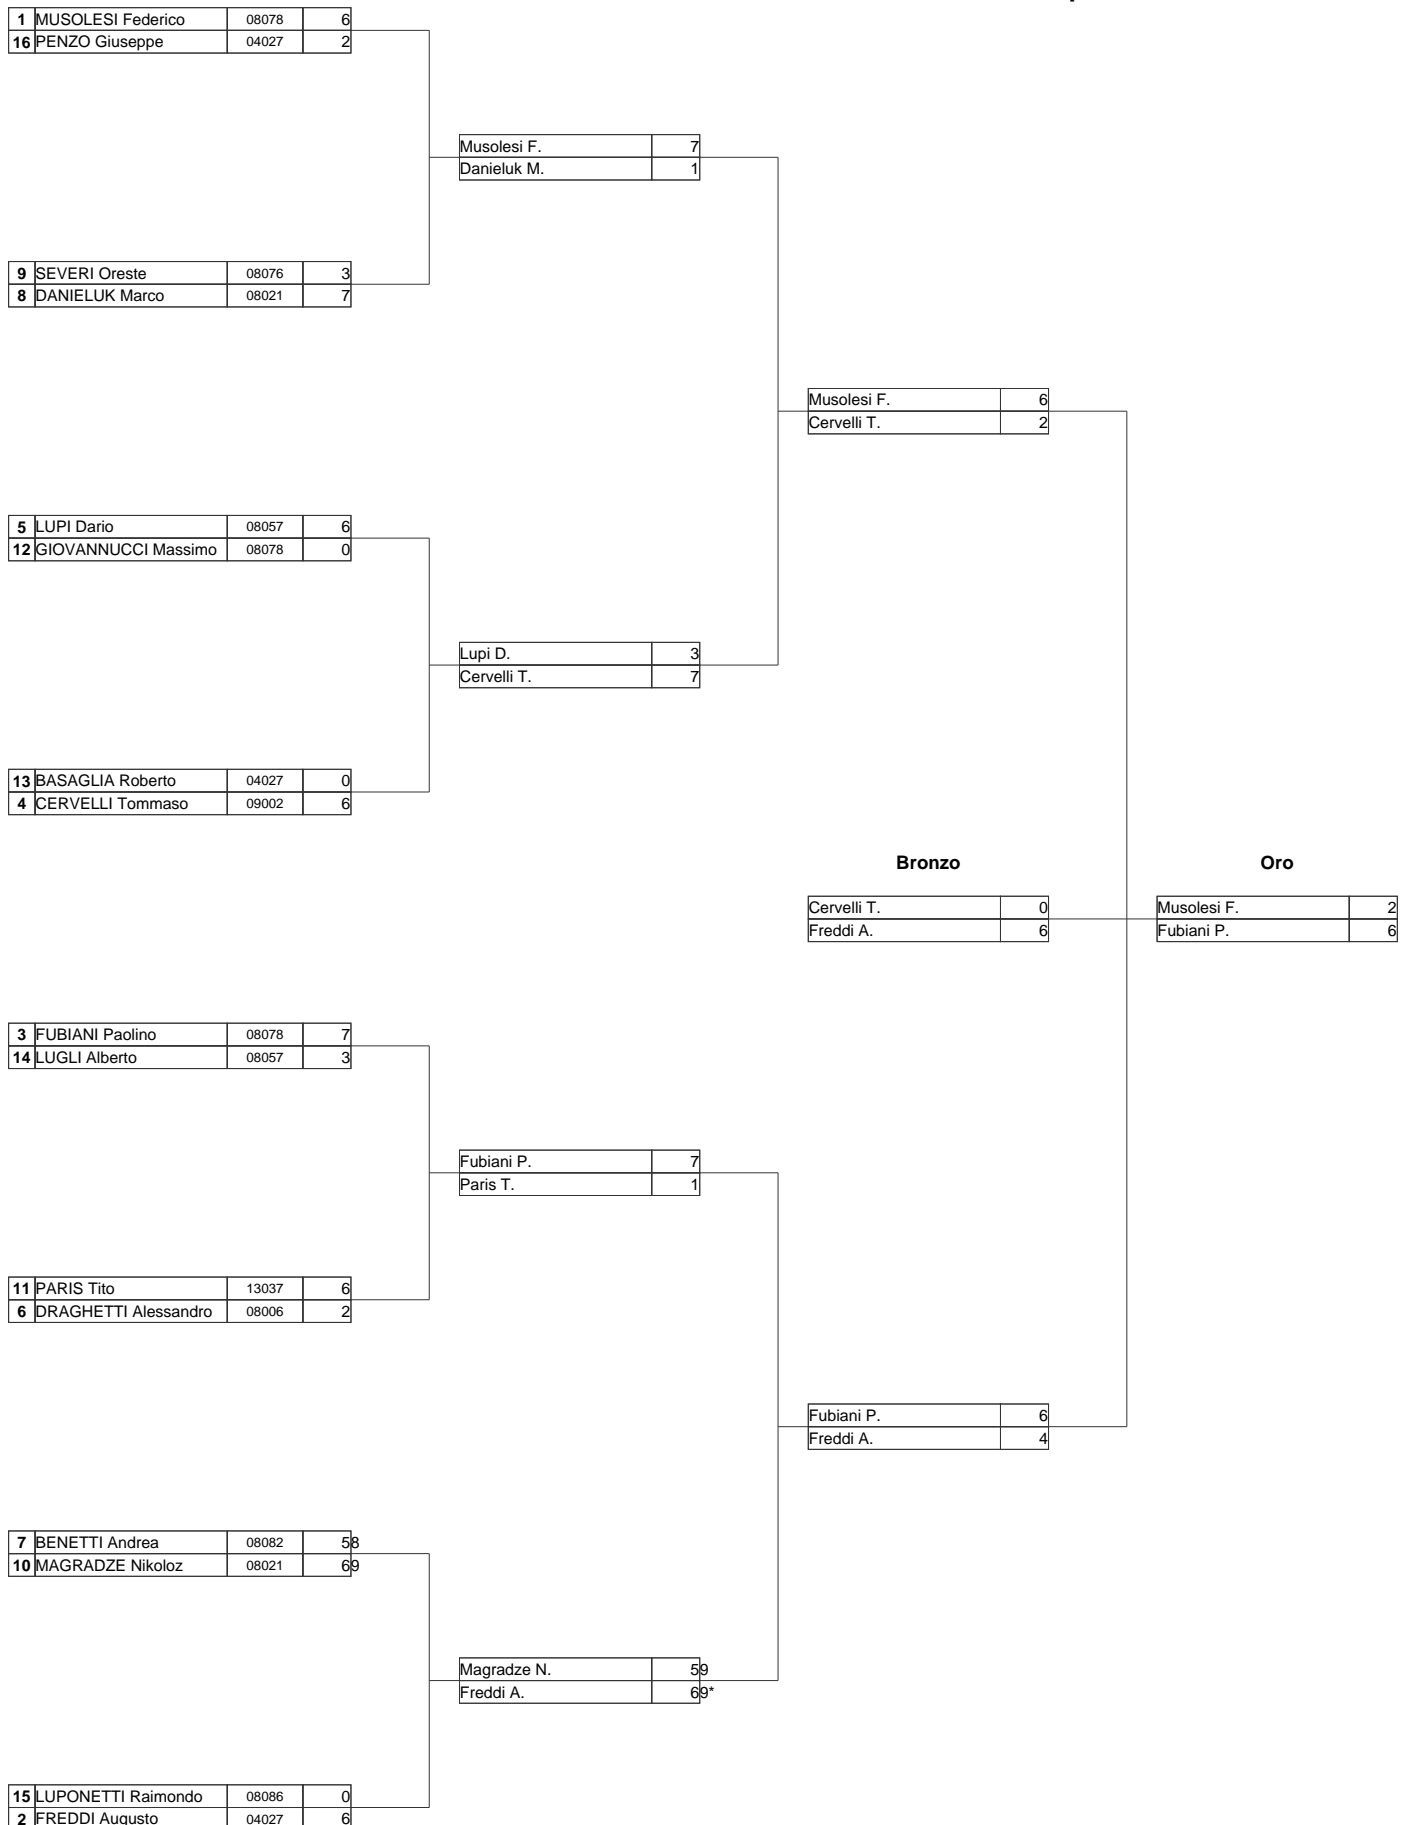 1 MUSOLESI Federico 08078 6
16 PENZO Giuseppe 04027 2
Musolesi F. 7
Danieluk M. 1
9 SEVERI Oreste 08076 3
8 DANIELUK Marco 08021 7
Musolesi F. 6
Cervelli T. 2
5 LUPI Dario 08057 6
12 GIOVANNUCCI Massimo 08078 0
Lupi D. 3
Cervelli T. 7
13 BASAGLIA Roberto 04027 0
4 CERVELLI Tommaso 09002 6
Bronzo Oro
Cervelli T. 0 Musolesi F. 2
Freddi A. 6 Fubiani P. 6
3 FUBIANI Paolino 08078 7
14 LUGLI Alberto 08057 3
Fubiani P. 7
Paris T. 1
11 PARIS Tito 13037 6
6 DRAGHETTI Alessandro 08006 2
Fubiani P. 6
Freddi A. 4
7 BENETTI Andrea 08082 58
10 MAGRADZE Nikoloz 08021 69
Magradze N. 59
Freddi A. 69*
15 LUPONETTI Raimondo 08086 0
2 FREDDI Augusto 04027 6